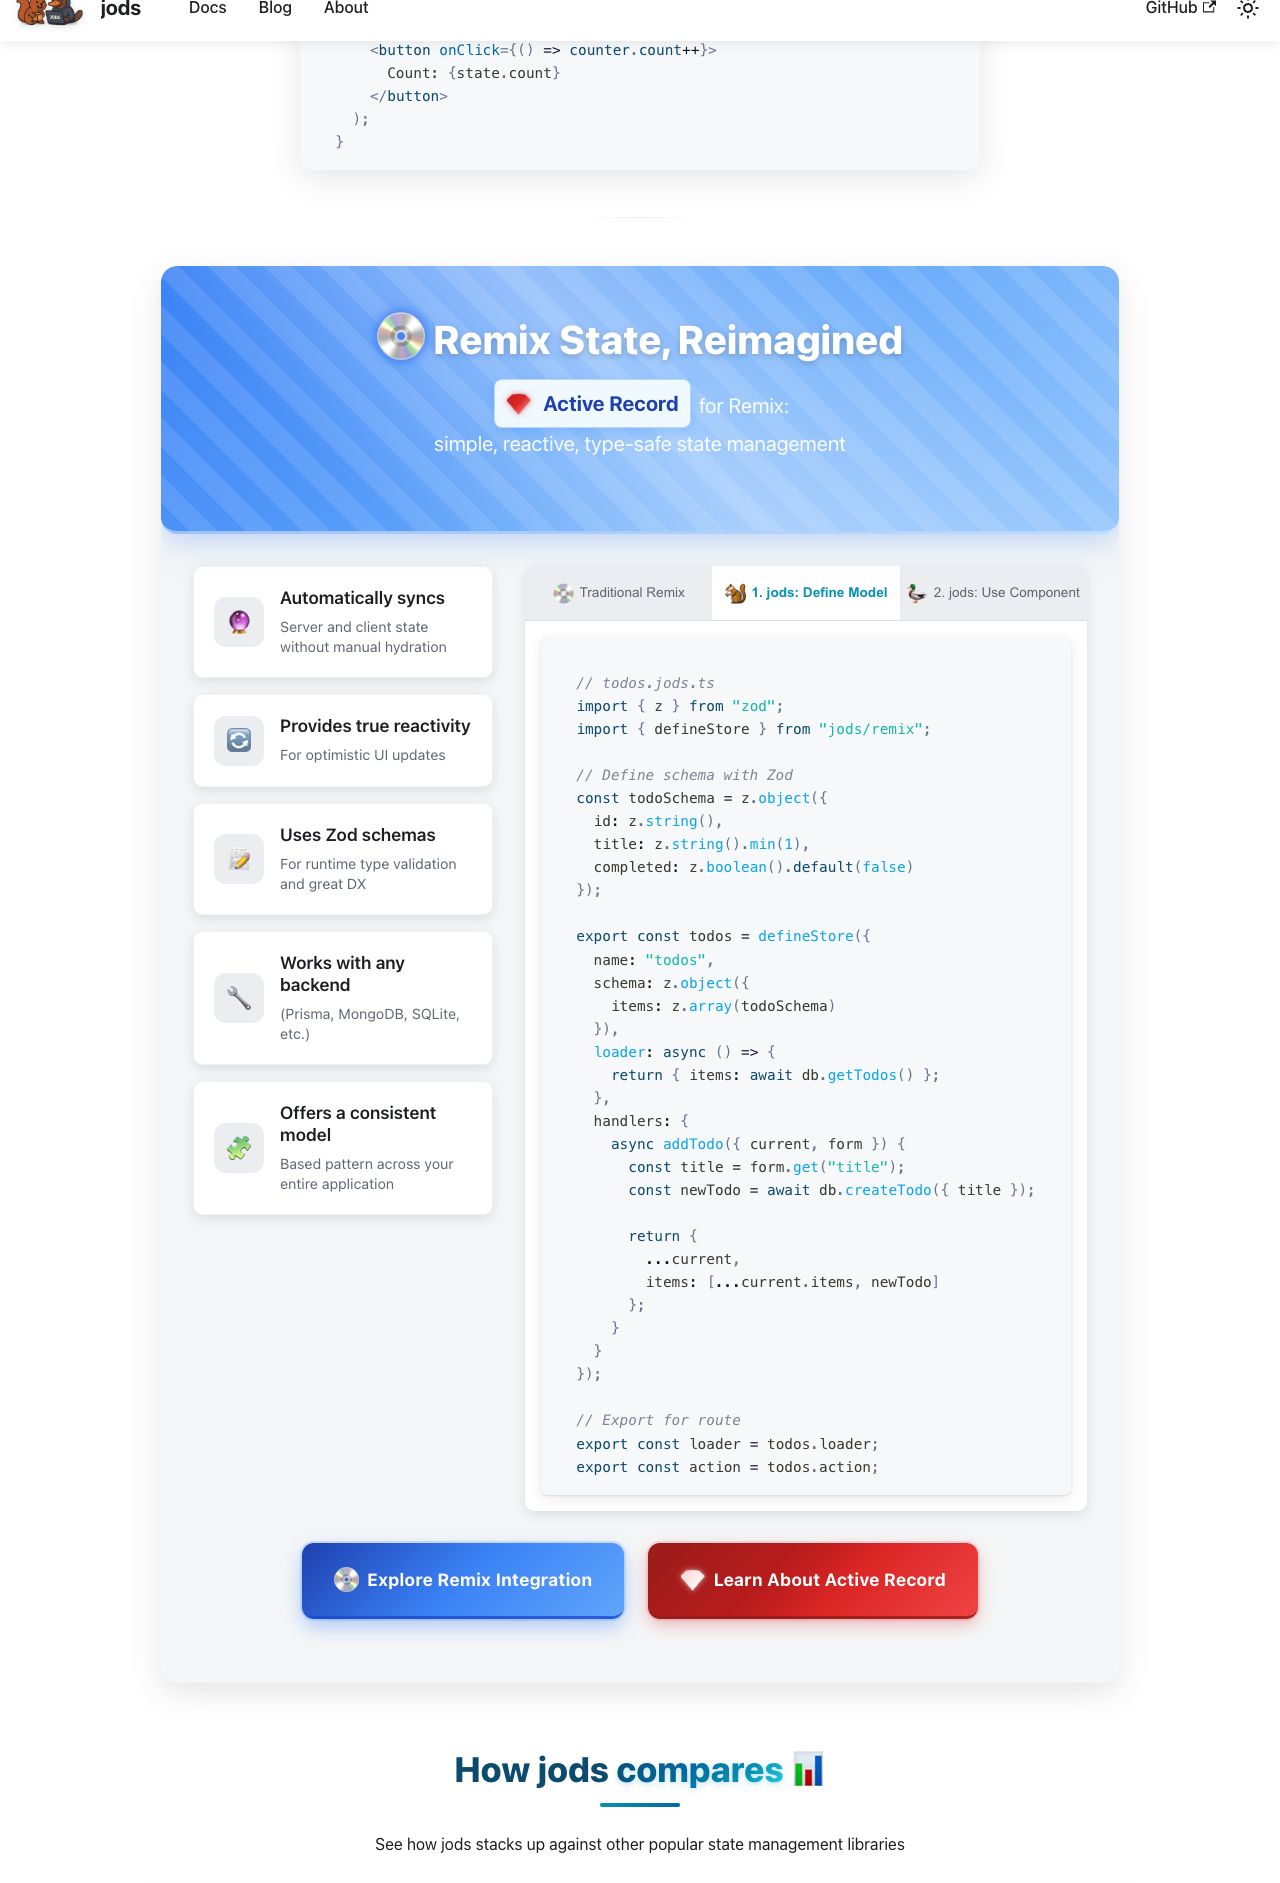 jods
Docs
Blog
About
GitHub
<button onClick={() => counter.count++}>
Count: {state.count}
</button>
);
}
Remix State, Reimagined
Active Record for Remix:
simple, reactive, type-safe state management
Automatically syncs
Server and client state
without manual hydration
Provides true reactivity
For optimistic UI updates
Uses Zod schemas
For runtime type validation
and great DX
Works with any
backend
(Prisma, MongoDB, SQLite,
etc.)
Offers a consistent
model
Based pattern across your
entire application
Traditional Remix
1. jods: Define Model
2. jods: Use Component
// todos.jods.ts
import { z } from "zod";
import { defineStore } from "jods/remix";
// Define schema with Zod
const todoSchema = z.object({
id: z.string(),
title: z.string().min(1),
completed: z.boolean().default(false)
});
export const todos = defineStore({
name: "todos",
schema: z.object({
items: z.array(todoSchema)
}),
loader: async () => {
return { items: await db.getTodos() };
},
handlers: {
async addTodo({ current, form }) {
const title = form.get("title");
const newTodo = await db.createTodo({ title });
return {
...current,
items: [...current.items, newTodo]
};
}
}
});
// Export for route
export const loader = todos.loader;
export const action = todos.action;
Explore Remix Integration
Learn About Active Record
How jods compares
See how jods stacks up against other popular state management libraries